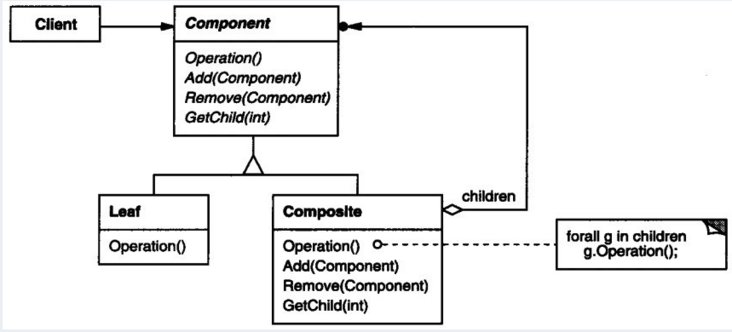 Client
Component
Operation()
Add(Component)
Remove(Component)
GetChild(int)
children
Leaf
Operation()
Composite
Operation()
Add(Component)
Remove(Component)
GetChild(int)
forall g in children
g.Operation();